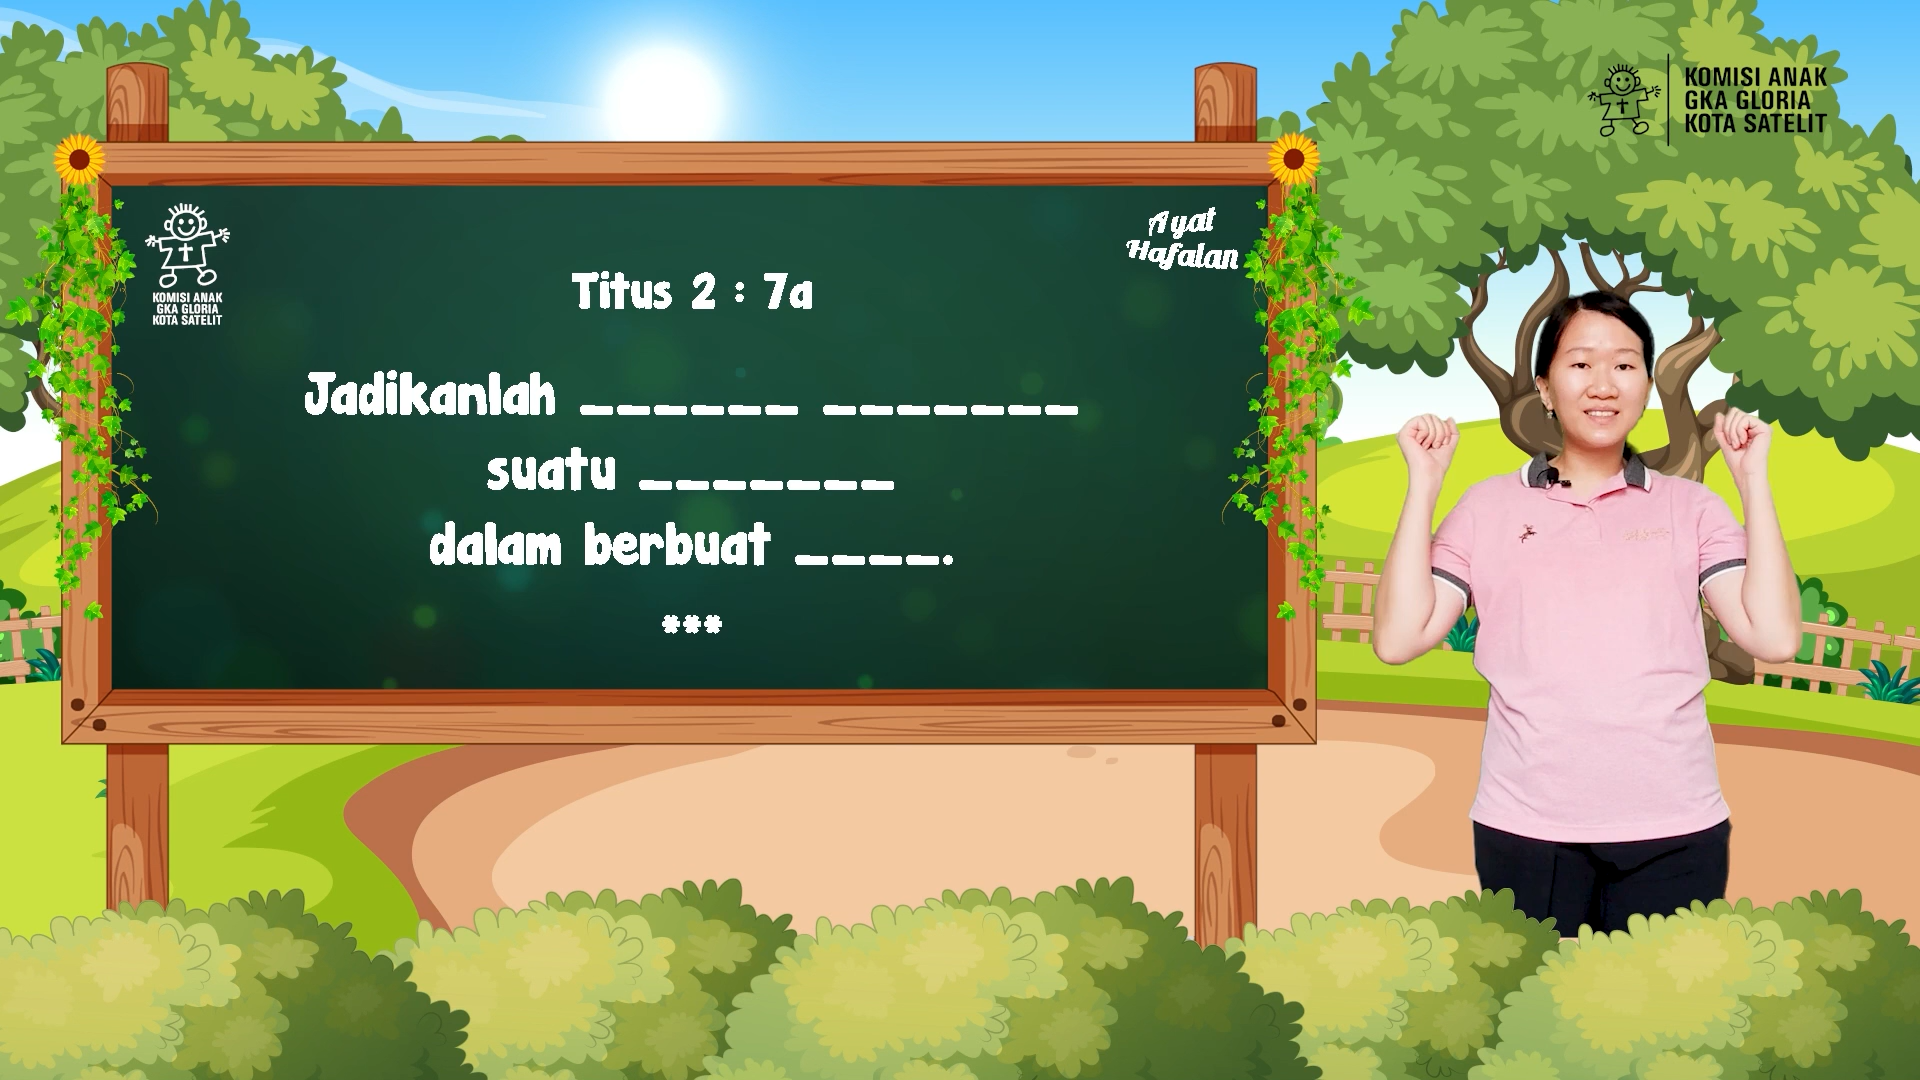 KOMISI ANAK
GKA GLORIA
KOTA SATELIT
Ayat
Hafalan
KOMISI ANAK
GKA GLORIA
KOTA SATELIT
Titus 2 : 7a
Jadikanlah ______ _______
suatu _______
dalam berbuat ____.
***